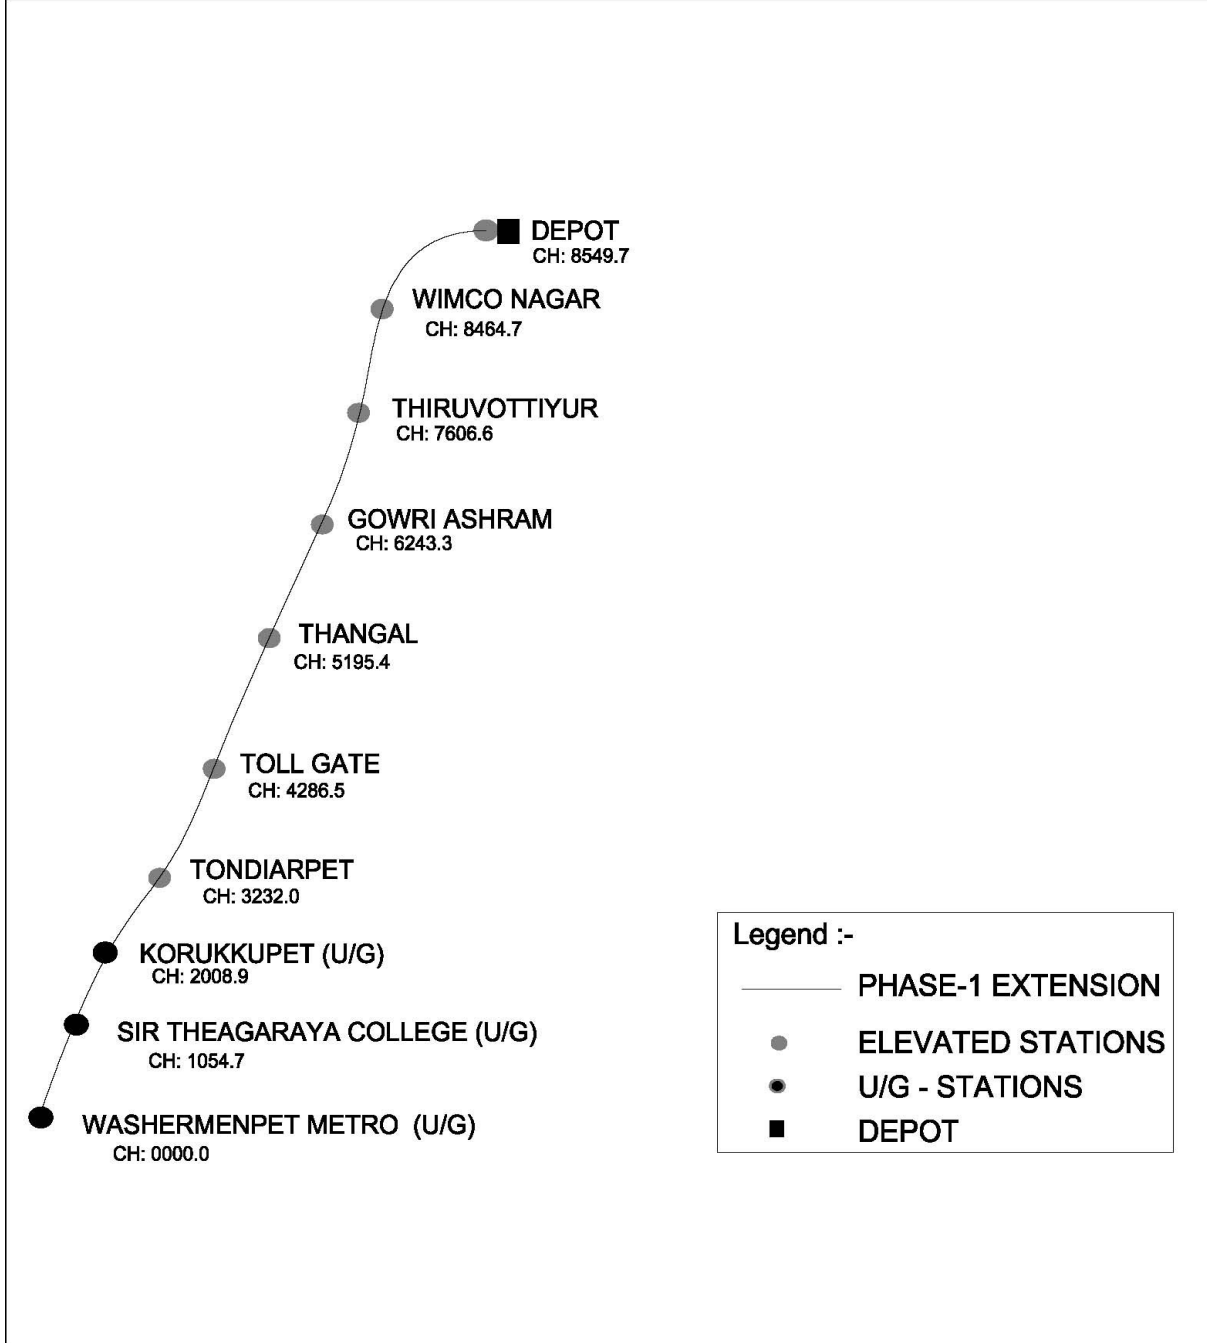 DEPOT
CH: 8549.7
WIMCO NAGAR
CH: 8464.7
THIRUVOTTIYUR
CH: 7606.6
GOWRI ASHRAM
CH: 6243.3
THANGAL
CH: 5195.4
TOLL GATE
CH: 4286.5
TONDIARPET
CH: 3232.0
KORUKKUPET (U/G)
CH: 2008.9
SIR THEAGARAYA COLLEGE (U/G)
CH: 1054.7
WASHERMENPET METRO (U/G)
CH: 0000.0
Legend :-
PHASE-1 EXTENSION
ELEVATED STATIONS
U/G - STATIONS
DEPOT